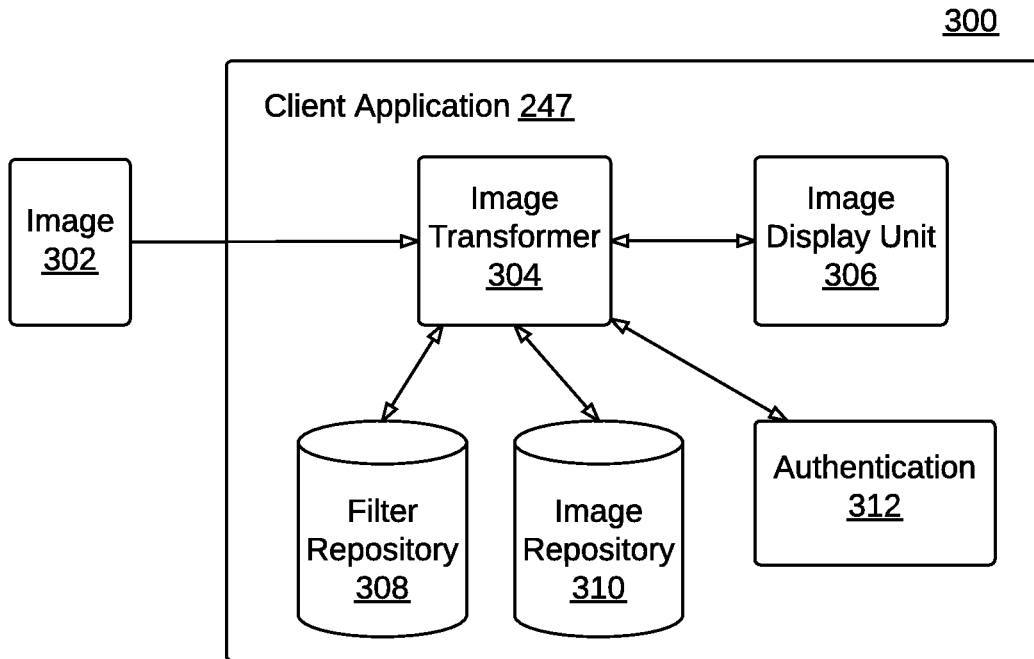 300
Client Application 247
Image
302
Image
Transformer
304
Image
Display Unit
306
Filter
Repository
308
Image
Repository
310
Authentication
312